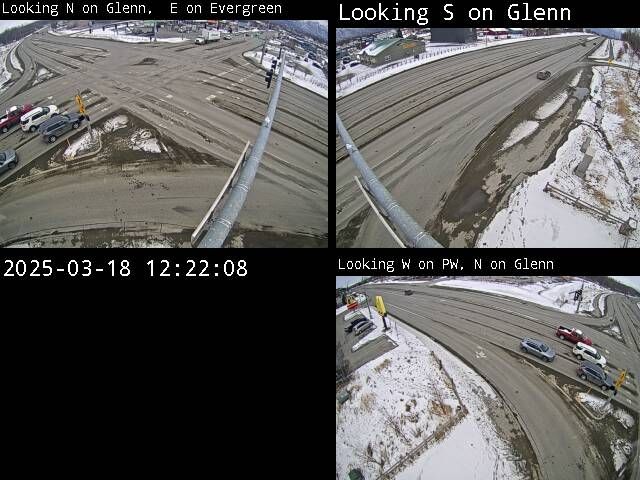 Looking N on Glenn, E on Evergreen
Looking S on Glenn
2025-03-18 12:22:08
Looking W on PW, N on Glenn